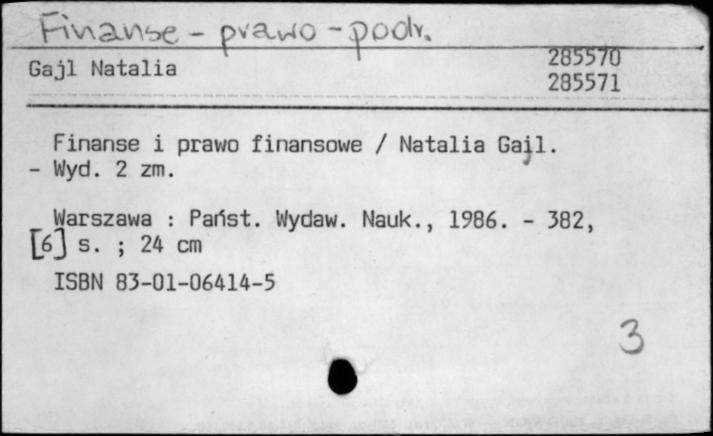 Finanse - prawo - podr.
285570
Gajl Natalia
285571
Finanse i prawo finansowe / Natalia Gajl.
- Wyd. 2 zm.
Warszawa : Państ. Wydaw. Nauk., 1986. - 382,
[6] s. ; 24 cm
ISBN 83-01-06414-5
3